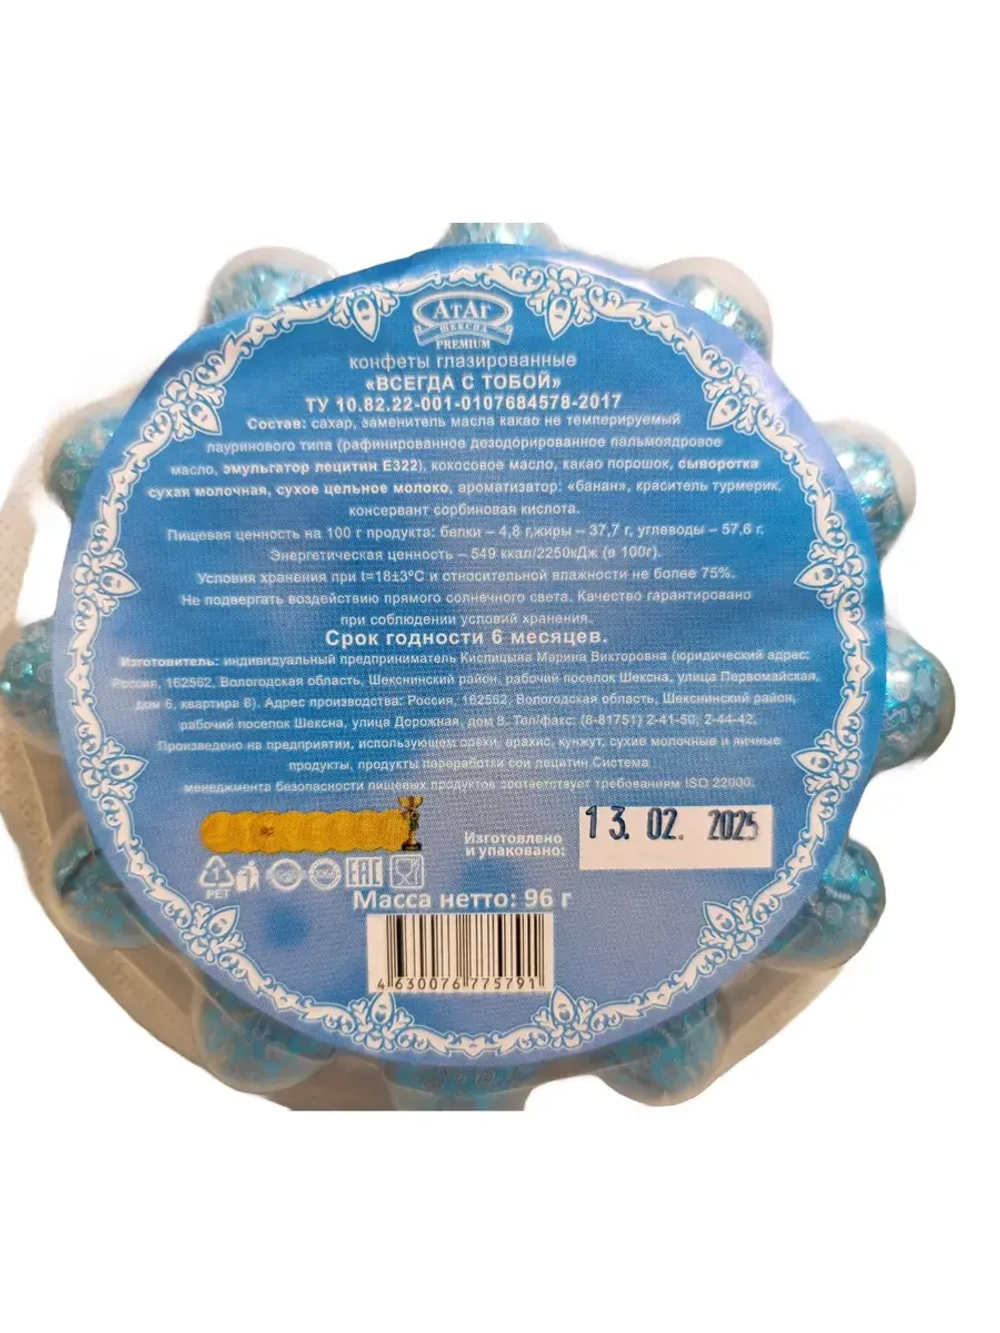 АтАг
ШЕКСНА
PREMIUM
конфеты глазированные
«ВСЕГДА С ТОБОЙ»
ТУ 10.82.22-001-0107684578-2017
Состав: сахар, заменитель масла какао не темперируемый
лауринового типа (рафинированное дезодорированное пальмоядровое
масло, эмульгатор лецитин Е322), кокосовое масло, какао порошок, сыворотка
сухая молочная, сухое цельное молоко, ароматизатор: «банан», краситель турмерик,
консервант сорбиновая кислота.
Пищевая ценность на 100 г продукта: белки – 4,8 г,жиры – 37,7 г, углеводы – 57,6 г.
Энергетическая ценность – 549 ккал/2250кДж (в 100г).
Условия хранения при t=18±3°С и относительной влажности не более 75%.
Не подвергать воздействию прямого солнечного света. Качество гарантировано
при соблюдении условий хранения.
Срок годности 6 месяцев.
Изготовитель: индивидуальный предприниматель Кислицына Марина Викторовна (юридический адрес:
Россия, 162562, Вологодская область, Шекснинский район, рабочий поселок Шексна, улица Первомайская,
дом 6, квартира 8). Адрес производства: Россия, 162562, Вологодская область, Шекснинский район,
рабочий поселок Шексна, улица Дорожная, дом 8. Тел/факс: (8-81751) 2-41-50, 2-44-42.
Произведено на предприятии, использующем орехи, арахис, кунжут, сухие молочные и яичные
продукты, продукты переработки сои лецитин Система
менеджмента безопасности пищевых продуктов соответствует требованиям ISO 22000.
Изготовлено
и упаковано:
13. 02. 2025
1
PET
EAC
Масса нетто: 96 г
4 630076 775791